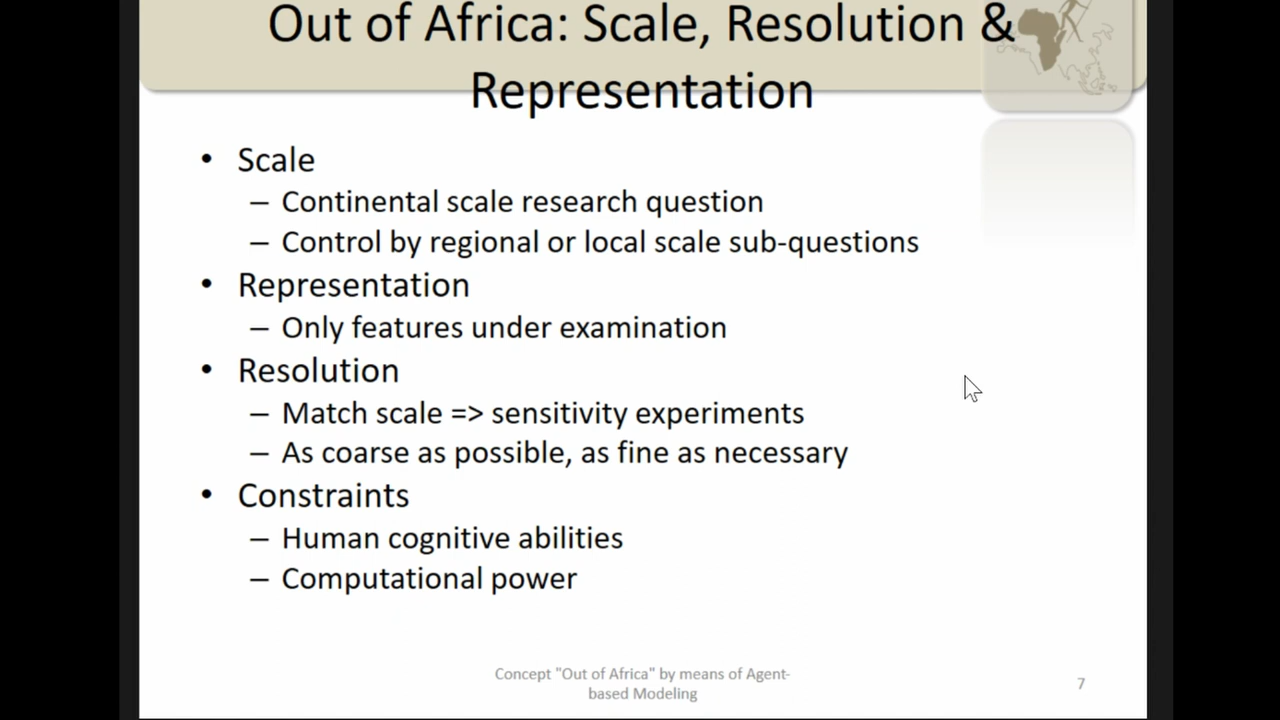 Out of Africa: Scale, Resolution &
Representation
• Scale
– Continental scale research question
– Control by regional or local scale sub-questions
• Representation
– Only features under examination
• Resolution
– Match scale => sensitivity experiments
– As coarse as possible, as fine as necessary
• Constraints
– Human cognitive abilities
– Computational power
Concept "Out of Africa" by means of Agent-
based Modeling
7